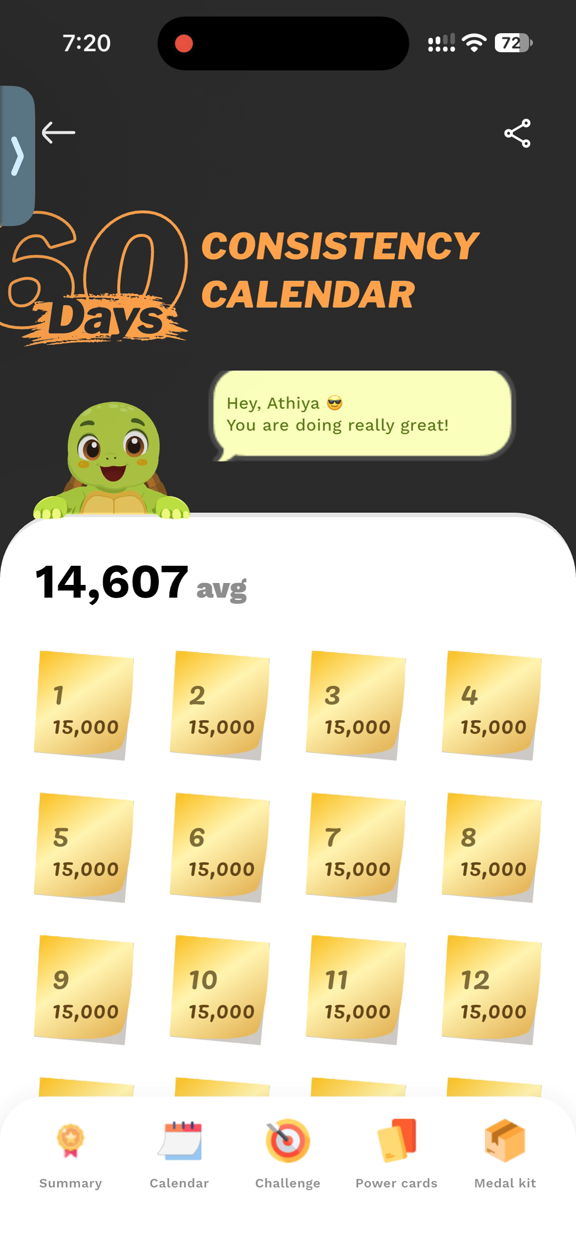 7:20
72
60
Days
CONSISTENCY
CALENDAR
Hey, Athiya 😎
You are doing really great!
14,607 avg
1 2 3 4
15,000 15,000 15,000 15,000
5 6 7 8
15,000 15,000 15,000 15,000
9 10 11 12
15,000 15,000 15,000 15,000
Summary Calendar Challenge Power cards Medal kit